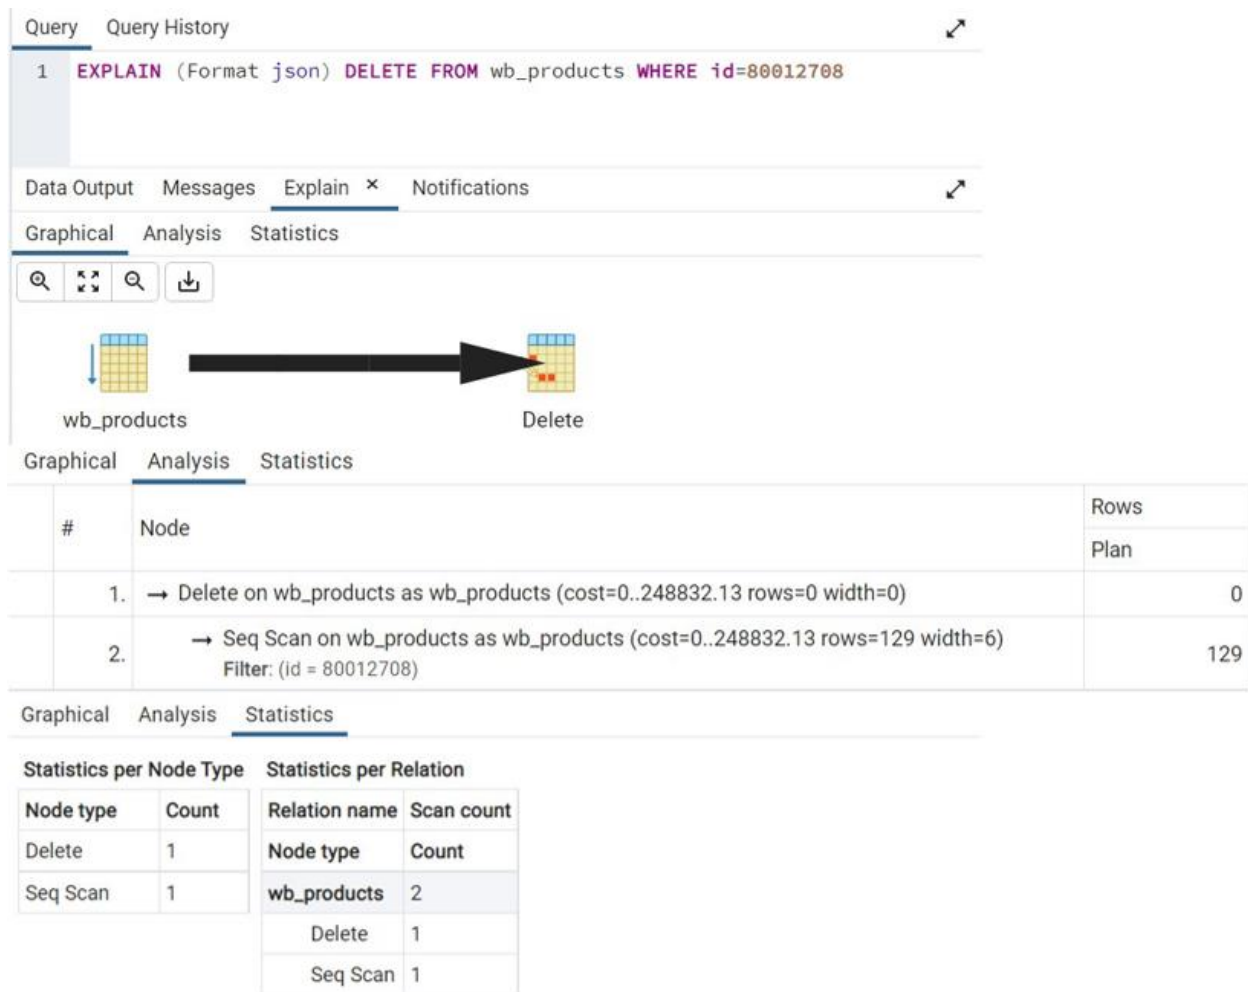 Query Query History
1 EXPLAIN (Format json) DELETE FROM wb_products WHERE id=80012708
Data Output Messages Explain × Notifications
Graphical Analysis Statistics
wb_products Delete
Graphical Analysis Statistics
# Node Rows
Plan
1. → Delete on wb_products as wb_products (cost=0..248832.13 rows=0 width=0) 0
2. → Seq Scan on wb_products as wb_products (cost=0..248832.13 rows=129 width=6) 129
Filter: (id = 80012708)
Graphical Analysis Statistics
Statistics per Node Type Statistics per Relation
Node type Count Relation name Scan count
Delete 1 Node type Count
Seq Scan 1 wb_products 2
Delete 1
Seq Scan 1